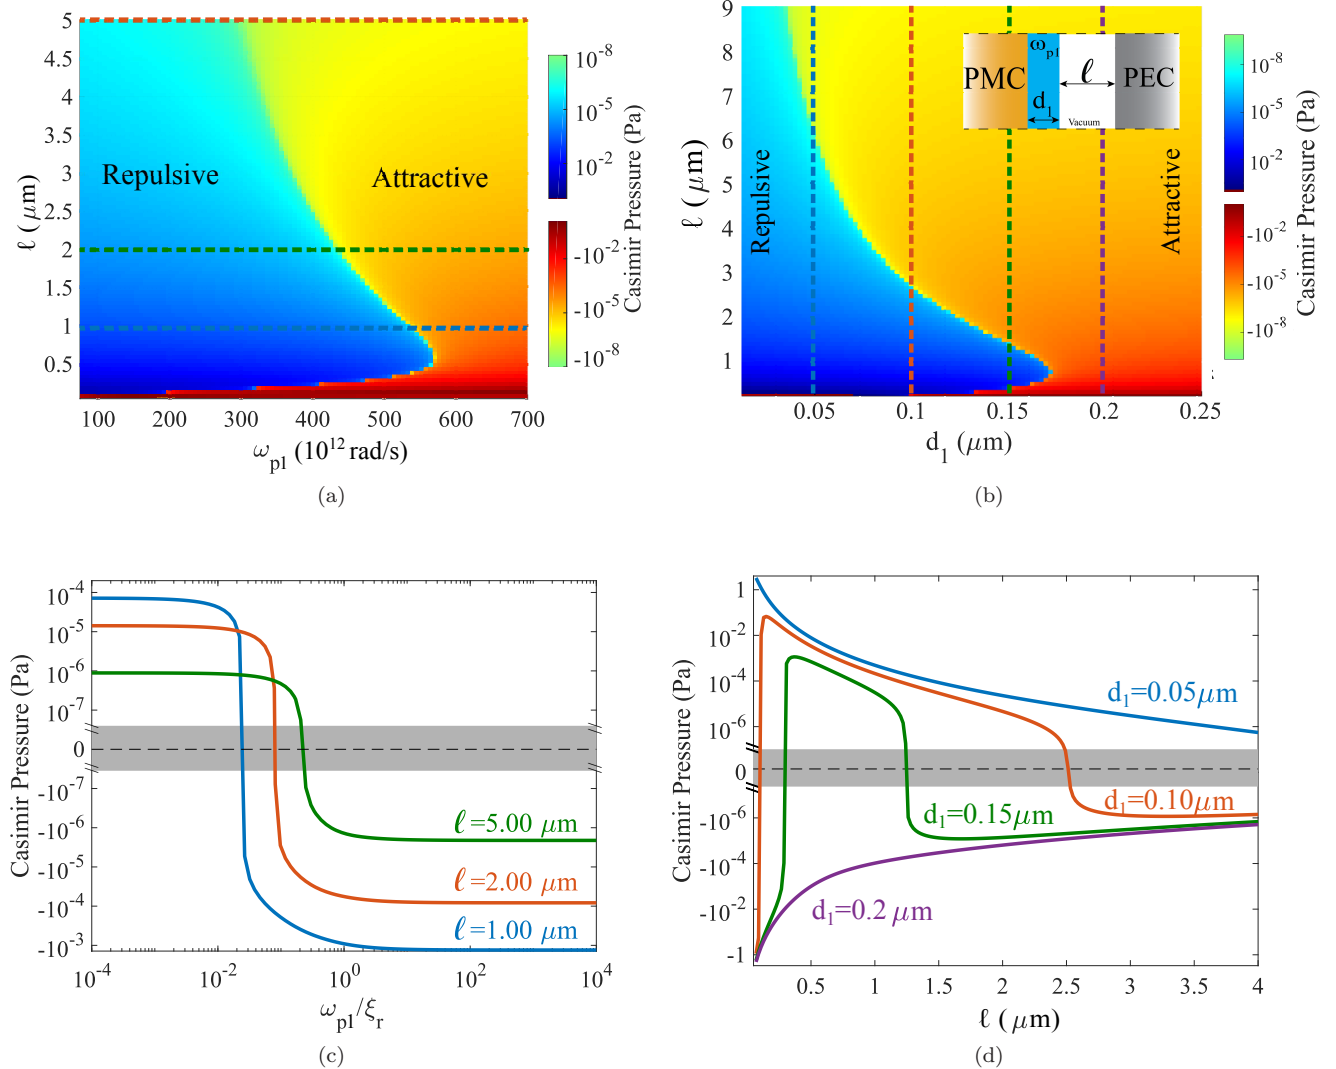 5
4.5
4
3.5
3
2.5
2
1
0.5
ℓ (μm)
Repulsive
Attractive
100 200 300 400 500 600 700
ω_p1 (10^12 rad/s)
10^-8
10^-5
10^-2
-10^-2
-10^-5
-10^-8
Casimir Pressure (Pa)
(a)
9
8
7
6
5
4
3
2
1
ℓ (μm)
Repulsive
Attractive
PMC
ω_p1
d_1
ℓ
Vacuum
PEC
0.05 0.1 0.15 0.2 0.25
d_1 (μm)
10^-8
10^-5
10^-2
-10^-2
-10^-5
-10^-8
Casimir Pressure (Pa)
(b)
10^-4
10^-5
10^-6
10^-7
0
-10^-7
-10^-6
-10^-5
-10^-4
-10^-3
Casimir Pressure (Pa)
ℓ=5.00 μm
ℓ=2.00 μm
ℓ=1.00 μm
10^-4 10^-2 10^0 10^2 10^4
ω_p1/ξ_r
(c)
1
10^-2
10^-4
10^-6
0
-10^-6
-10^-4
-10^-2
-1
Casimir Pressure (Pa)
d_1=0.05μm
d_1=0.10μm
d_1=0.15μm
d_1=0.2 μm
0.5 1 1.5 2 2.5 3 3.5 4
ℓ (μm)
(d)